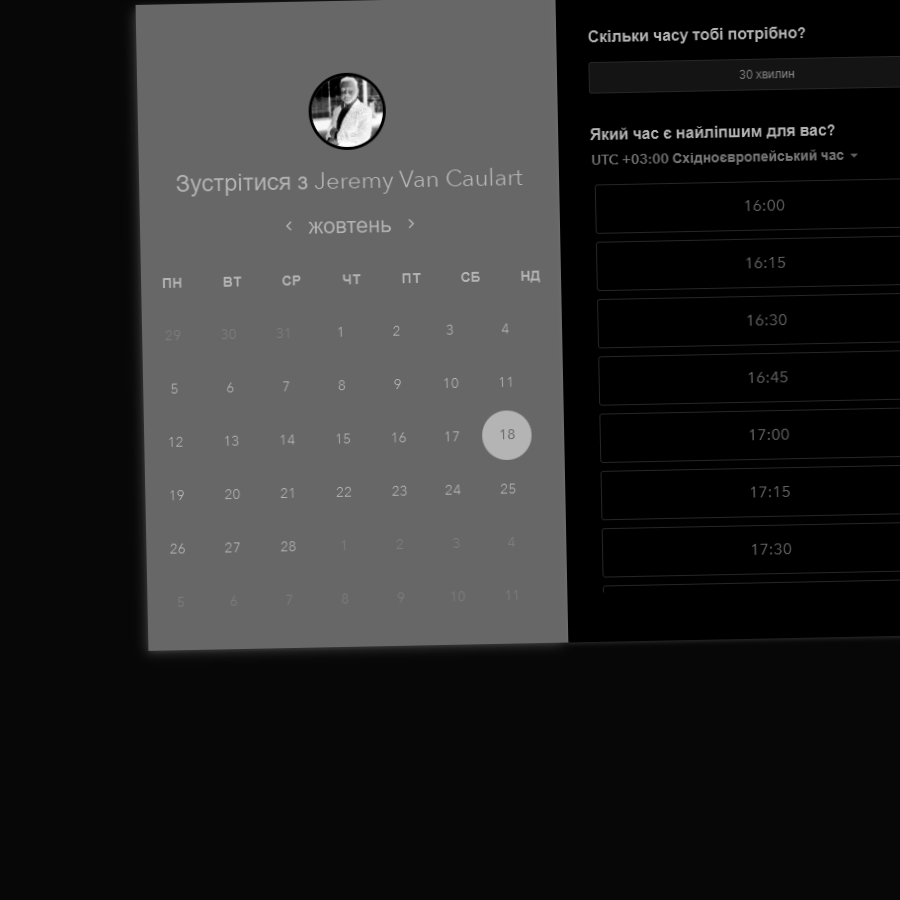 Зустрітися з Jeremy Van Caulart
жовтень
ПН ВТ СР ЧТ ПТ СБ НД
29 30 31 1 2 3 4
5 6 7 8 9 10 11
12 13 14 15 16 17 18
19 20 21 22 23 24 25
26 27 28 1 2 3 4
5 6 7 8 9 10 11
Скільки часу тобі потрібно?
30 хвилин
Який час є найліпшим для вас?
UTC +03:00 Східноєвропейський час
16:00
16:15
16:30
16:45
17:00
17:15
17:30